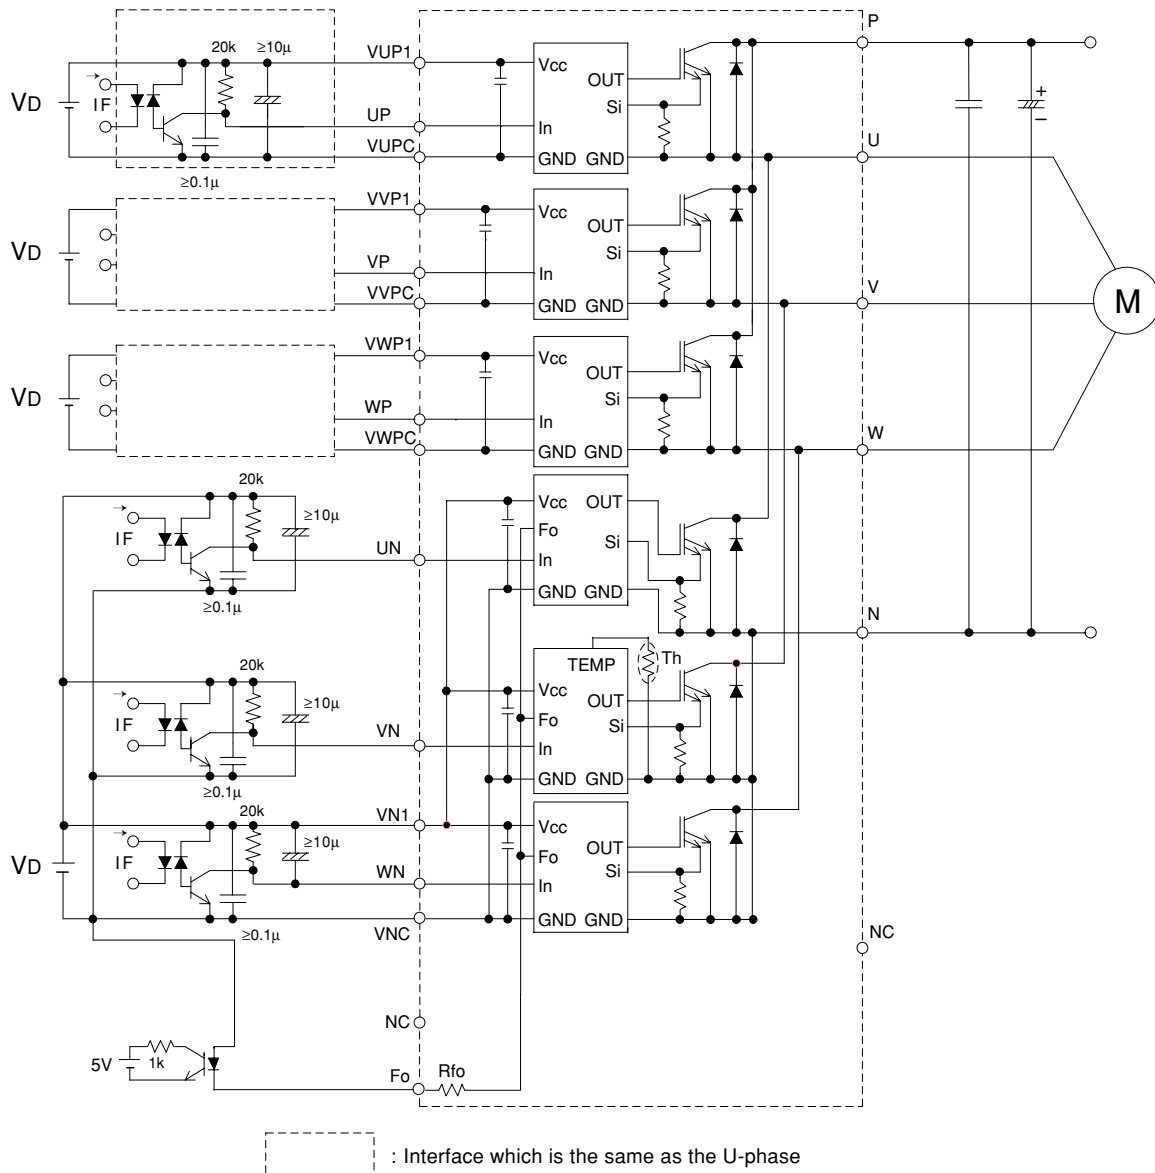 P
20k ≥10µ VUP1
Vcc
OUT
VD IF
Si
UP In
U
VUPC GND GND
≥0.1µ
VVP1 Vcc
OUT
VD Si
VP In
V
VVPC GND GND
M
VWP1 Vcc
OUT
VD Si
WP In
W
VWPC GND GND
20k
≥10µ Vcc OUT
Fo
IF Si
UN In
GND GND
≥0.1µ
N
20k TEMP Th
≥10µ Vcc
OUT
IF Fo
Si
VN In
GND GND
≥0.1µ
20k VN1 Vcc
≥10µ
OUT
VD IF Fo
Si
WN In
GND GND
≥0.1µ VNC
NC
NC
5V 1k
Fo Rfo
: Interface which is the same as the U-phase